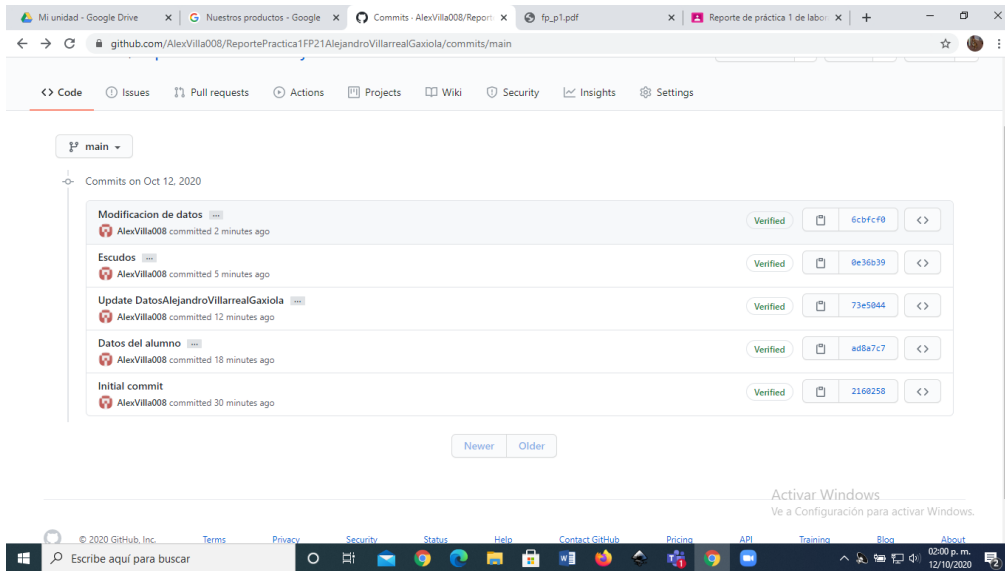 Mi unidad - Google Drive
Nuestros productos - Google
Commits · AlexVilla008/Report
fp_p1.pdf
Reporte de práctica 1 de labor
github.com/AlexVilla008/ReportePractica1FP21AlejandroVillarrealGaxiola/commits/main
Code
Issues
Pull requests
Actions
Projects
Wiki
Security
Insights
Settings
main
Commits on Oct 12, 2020
Modificacion de datos
AlexVilla008 committed 2 minutes ago
Verified
6cbfcf0
Escudos
AlexVilla008 committed 5 minutes ago
Verified
0e36b39
Update DatosAlejandroVillarrealGaxiola
AlexVilla008 committed 12 minutes ago
Verified
73e5044
Datos del alumno
AlexVilla008 committed 18 minutes ago
Verified
ad8a7c7
Initial commit
AlexVilla008 committed 30 minutes ago
Verified
2160258
Newer
Older
Activar Windows
Ve a Configuración para activar Windows.
© 2020 GitHub, Inc.
Terms
Privacy
Security
Status
Help
Contact GitHub
Pricing
API
Training
Blog
About
Escribe aquí para buscar
02:00 p. m.
12/10/2020